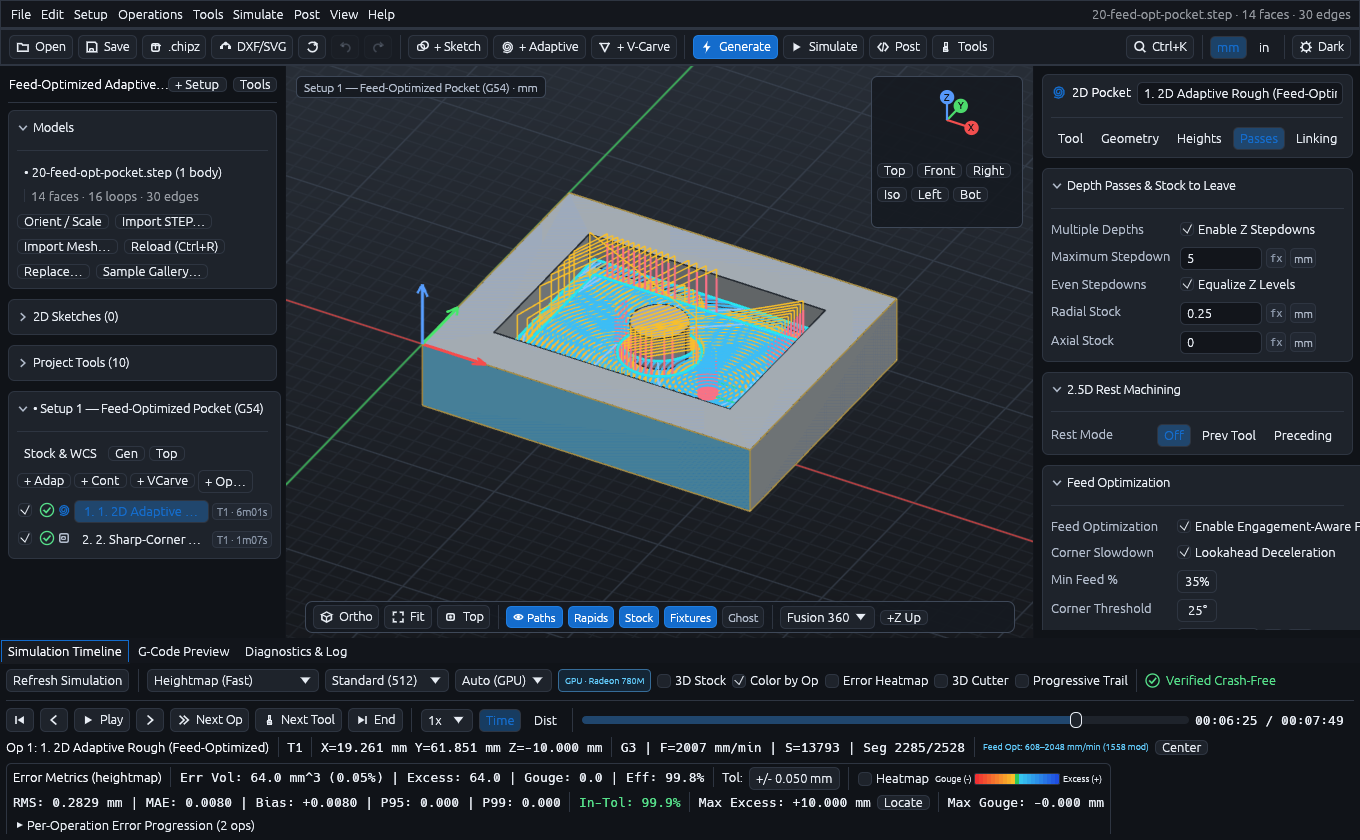 File Edit Setup Operations Tools Simulate Post View Help
20-feed-opt-pocket.step · 14 faces · 30 edges
Open Save .chipz DXF/SVG + Sketch + Adaptive + V-Carve Generate Simulate Post Tools Ctrl+K mm in Dark
Feed-Optimized Adaptive… + Setup Tools
Models
• 20-feed-opt-pocket.step (1 body)
14 faces · 16 loops · 30 edges
Orient / Scale Import STEP…
Import Mesh… Reload (Ctrl+R)
Replace… Sample Gallery…
2D Sketches (0)
Project Tools (10)
• Setup 1 — Feed-Optimized Pocket (G54)
Stock & WCS Gen Top
+ Adap + Cont + VCarve + Op…
1. 1. 2D Adaptive … T1 · 6m01s
2. 2. Sharp-Corner … T1 · 1m07s
Setup 1 — Feed-Optimized Pocket (G54) · mm
Z Y X
Top Front Right
Iso Left Bot
Ortho Fit Top Paths Rapids Stock Fixtures Ghost Fusion 360 +Z Up
2D Pocket 1. 2D Adaptive Rough (Feed-Optir
Tool Geometry Heights Passes Linking
Depth Passes & Stock to Leave
Multiple Depths Enable Z Stepdowns
Maximum Stepdown 5 fx mm
Even Stepdowns Equalize Z Levels
Radial Stock 0.25 fx mm
Axial Stock 0 fx mm
2.5D Rest Machining
Rest Mode Off Prev Tool Preceding
Feed Optimization
Feed Optimization Enable Engagement-Aware F
Corner Slowdown Lookahead Deceleration
Min Feed % 35%
Corner Threshold 25°
Simulation Timeline G-Code Preview Diagnostics & Log
Refresh Simulation Heightmap (Fast) Standard (512) Auto (GPU) GPU · Radeon 780M 3D Stock Color by Op Error Heatmap 3D Cutter Progressive Trail Verified Crash-Free
Play Next Op Next Tool End 1x Time Dist 00:06:25 / 00:07:49
Op 1: 1. 2D Adaptive Rough (Feed-Optimized) T1 X=19.261 mm Y=61.851 mm Z=-10.000 mm G3 | F=2007 mm/min | S=13793 | Seg 2285/2528 Feed Opt: 608–2048 mm/min (1558 mod) Center
Error Metrics (heightmap) Err Vol: 64.0 mm^3 (0.05%) | Excess: 64.0 | Gouge: 0.0 | Eff: 99.8% Tol: +/- 0.050 mm Heatmap Gouge (-) Excess (+)
RMS: 0.2829 mm | MAE: 0.0080 | Bias: +0.0080 | P95: 0.000 | P99: 0.000 In-Tol: 99.9% Max Excess: +10.000 mm Locate Max Gouge: -0.000 mm
Per-Operation Error Progression (2 ops)